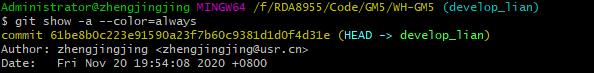 Administrator@zhengjingjing MINGW64 /f/RDA8955/Code/GM5/WH-GM5 (develop_lian)
$ git show -a --color=always
commit 61be8b0c223e91590a23f7b60c9381d1d0f4d31e (HEAD -> develop_lian)
Author: zhengjingjing <zhengjingjing@usr.cn>
Date:   Fri Nov 20 19:54:08 2020 +0800